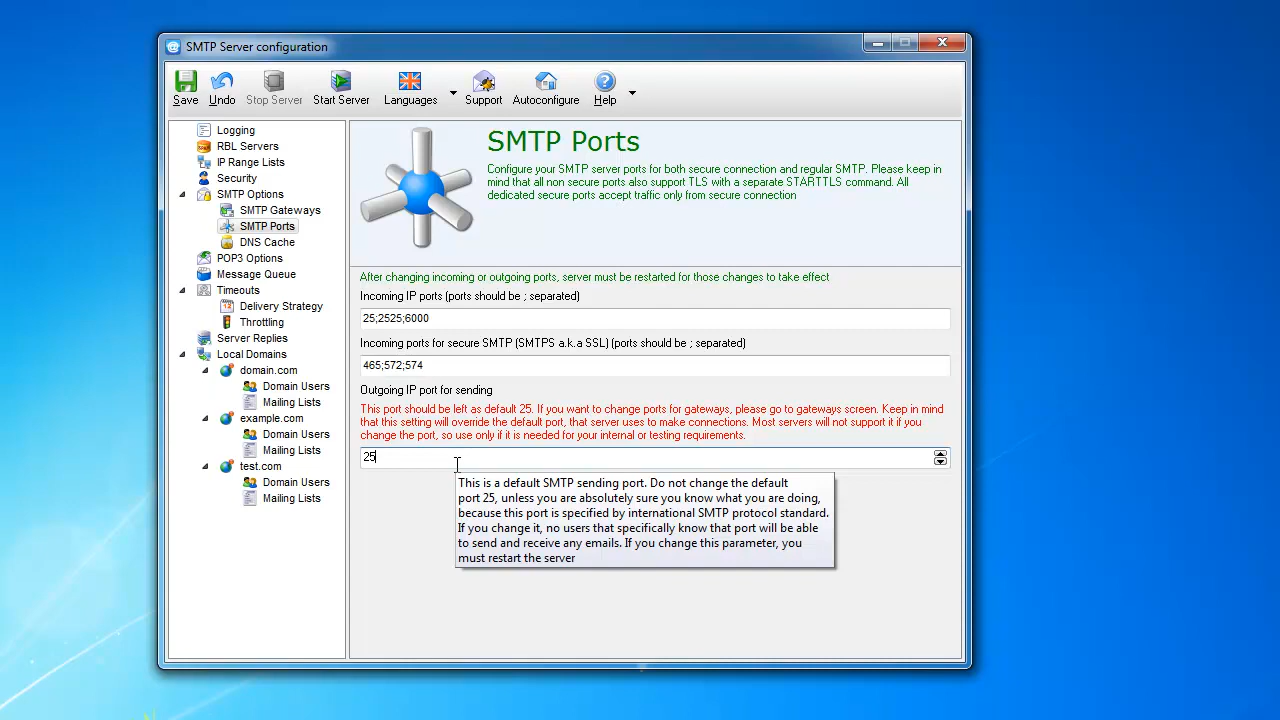 SMTP Server configuration
Save Undo Stop Server Start Server Languages Support Autoconfigure Help
Logging
RBL Servers
IP Range Lists
Security
SMTP Options
SMTP Gateways
SMTP Ports
DNS Cache
POP3 Options
Message Queue
Timeouts
Delivery Strategy
Throttling
Server Replies
Local Domains
domain.com
Domain Users
Mailing Lists
example.com
Domain Users
Mailing Lists
test.com
Domain Users
Mailing Lists
SMTP Ports
Configure your SMTP server ports for both secure connection and regular SMTP. Please keep in
mind that all non secure ports also support TLS with a separate STARTTLS command. All
dedicated secure ports accept traffic only from secure connection
After changing incoming or outgoing ports, server must be restarted for those changes to take effect
Incoming IP ports (ports should be ; separated)
25;2525;6000
Incoming ports for secure SMTP (SMTPS a.k.a SSL) (ports should be ; separated)
465;572;574
Outgoing IP port for sending
This port should be left as default 25. If you want to change ports for gateways, please go to gateways screen. Keep in mind
that this setting will override the default port, that server uses to make connections. Most servers will not support it if you
change the port, so use only if it is needed for your internal or testing requirements.
25
This is a default SMTP sending port. Do not change the default
port 25, unless you are absolutely sure you know what you are doing,
because this port is specified by international SMTP protocol standard.
If you change it, no users that specifically know that port will be able
to send and receive any emails. If you change this parameter, you
must restart the server